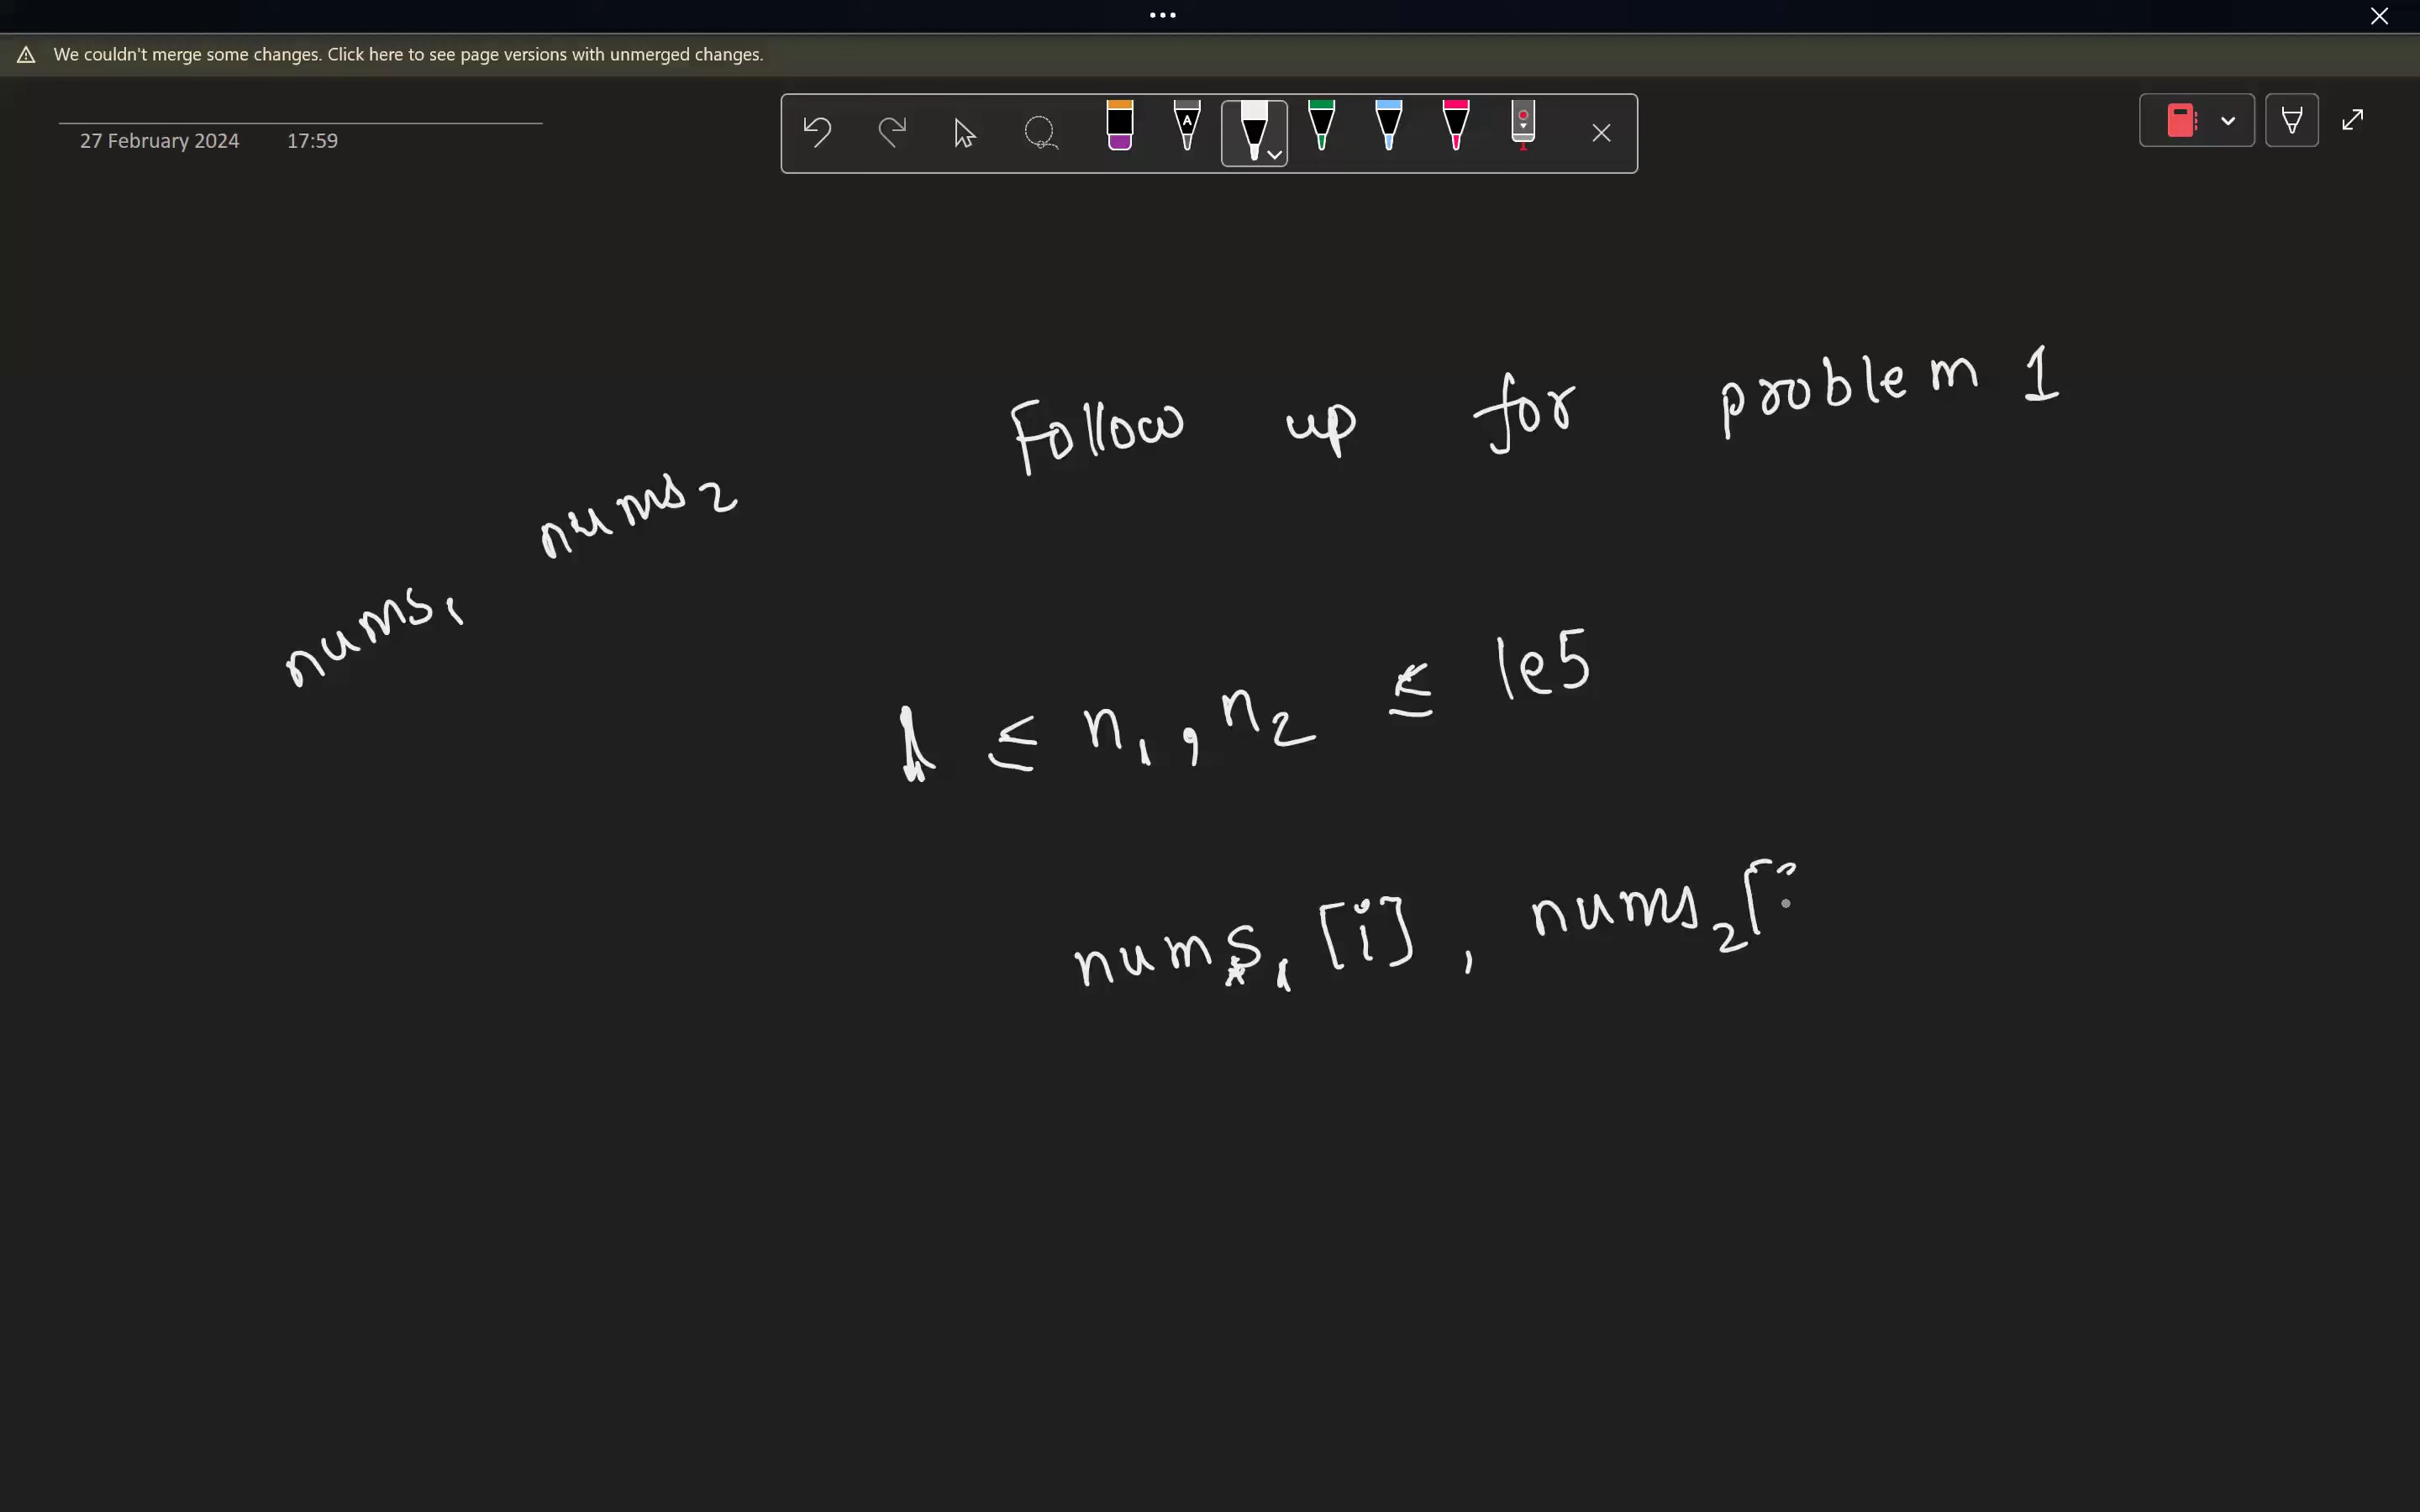 We couldn't merge some changes. Click here to see page versions with unmerged changes.
27 February 2024 17:59
A
Follow up for problem 1
nums₁ nums₂
1 ≤ n₁, n₂ ≤ 1e5
nums₁[i], nums₂[